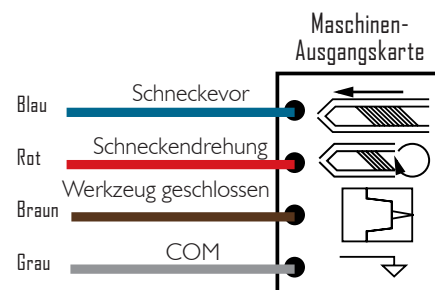 Maschinen-
Ausgangskarte
Blau Schneckevor
Rot Schneckendrehung
Braun Werkzeug geschlossen
Grau COM